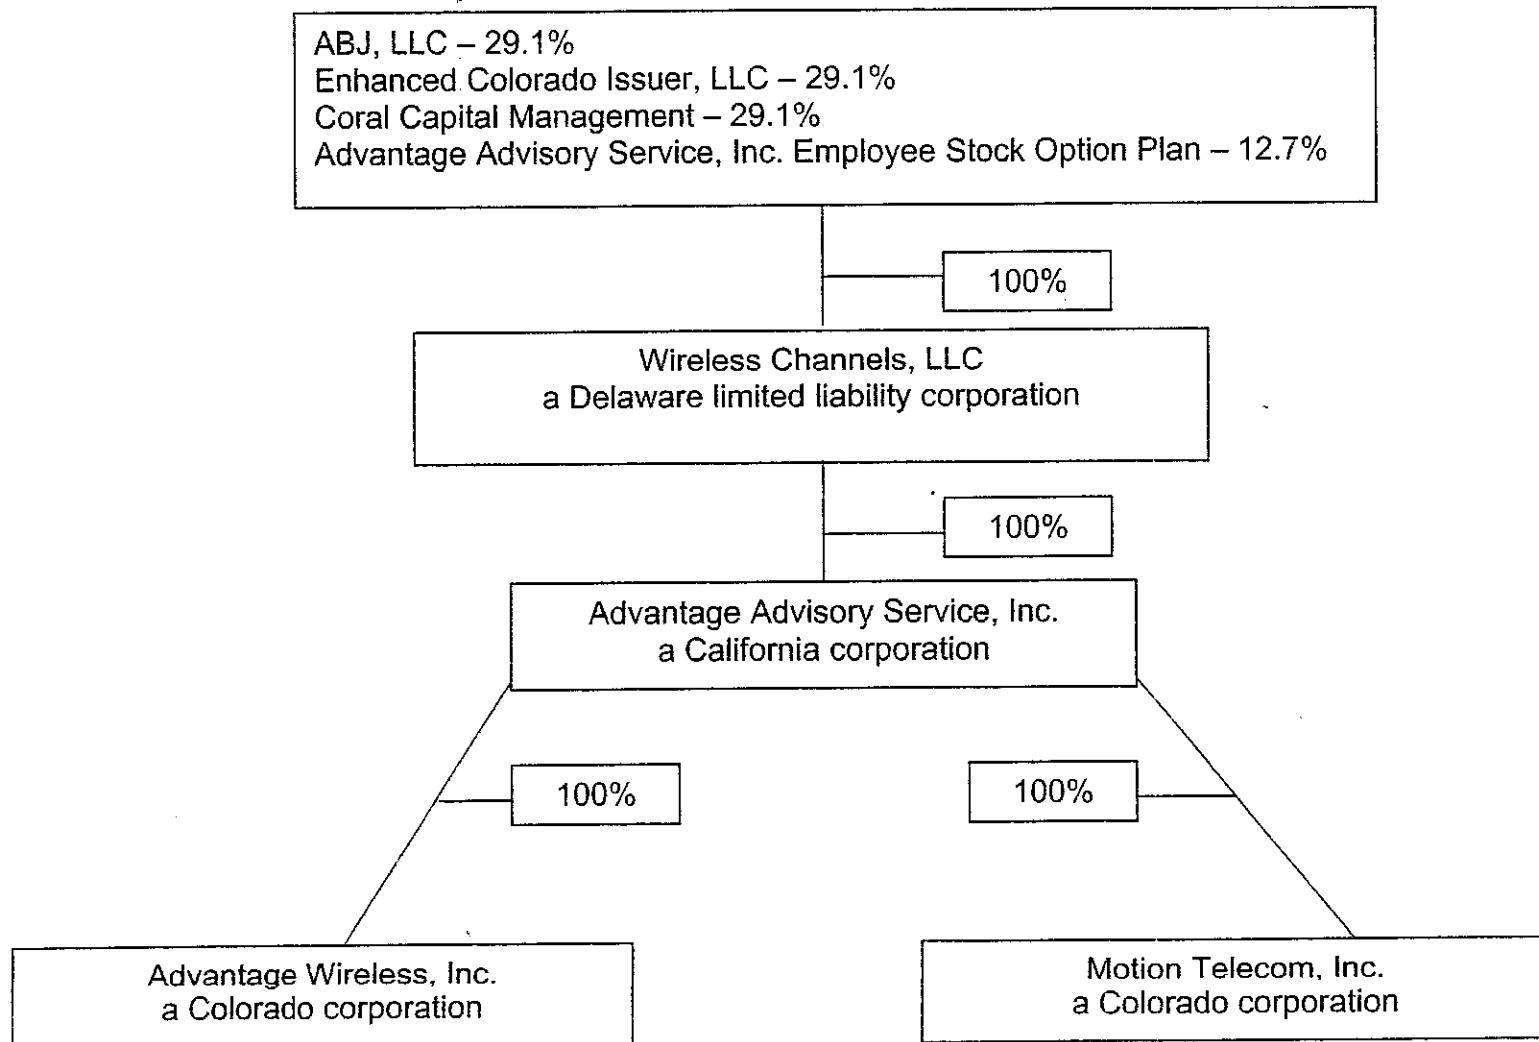 ABJ, LLC – 29.1%
Enhanced Colorado Issuer, LLC – 29.1%
Coral Capital Management – 29.1%
Advantage Advisory Service, Inc. Employee Stock Option Plan – 12.7%
100%
Wireless Channels, LLC
a Delaware limited liability corporation
100%
Advantage Advisory Service, Inc.
a California corporation
100%
100%
Advantage Wireless, Inc.
a Colorado corporation
Motion Telecom, Inc.
a Colorado corporation